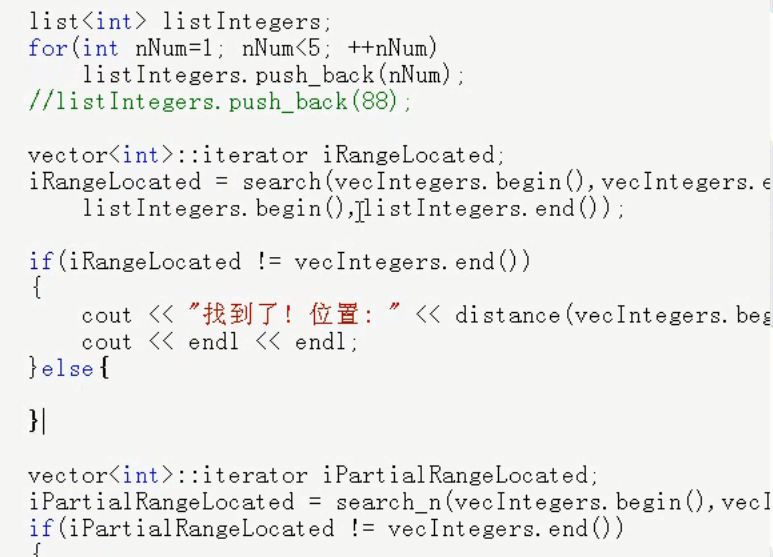 list<int> listIntegers;
for(int nNum=1; nNum<5; ++nNum)
    listIntegers.push_back(nNum);
//listIntegers.push_back(88);

vector<int>::iterator iRangeLocated;
iRangeLocated = search(vecIntegers.begin(),vecIntegers.e
    listIntegers.begin(),listIntegers.end());

if(iRangeLocated != vecIntegers.end())
{
    cout << "找到了! 位置: " << distance(vecIntegers.beg
    cout << endl << endl;
}else{

}

vector<int>::iterator iPartialRangeLocated;
iPartialRangeLocated = search_n(vecIntegers.begin(),vecI
if(iPartialRangeLocated != vecIntegers.end())
{